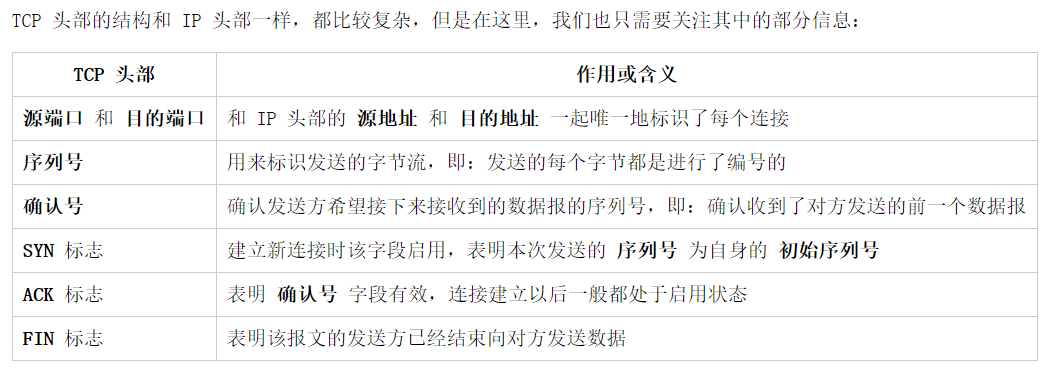 TCP 头部的结构和 IP 头部一样，都比较复杂，但是在这里，我们也只需要关注其中的部分信息：
TCP 头部 作用或含义
源端口 和 目的端口 和 IP 头部的 源地址 和 目的地址 一起唯一地标识了每个连接
序列号 用来标识发送的字节流，即：发送的每个字节都是进行了编号的
确认号 确认发送方希望接下来接收到的数据报的序列号，即：确认收到了对方发送的前一个数据报
SYN 标志 建立新连接时该字段启用，表明本次发送的 序列号 为自身的 初始序列号
ACK 标志 表明 确认号 字段有效，连接建立以后一般都处于启用状态
FIN 标志 表明该报文的发送方已经结束向对方发送数据